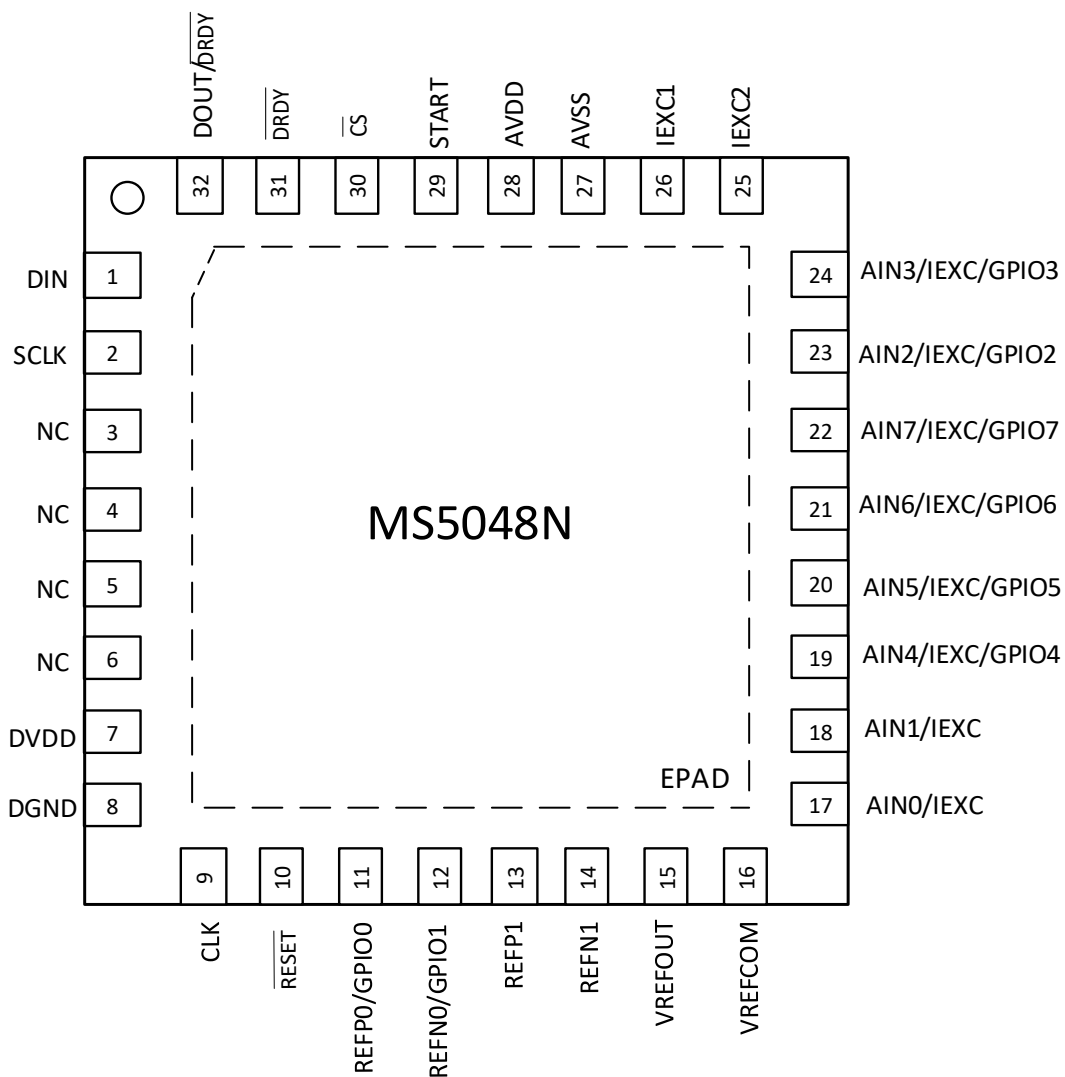 DOUT/D̅R̅D̅Y̅
D̅R̅D̅Y̅
C̅S̅
START
AVDD
AVSS
IEXC1
IEXC2
32
31
30
29
28
27
26
25
DIN 1
24 AIN3/IEXC/GPIO3
SCLK 2
23 AIN2/IEXC/GPIO2
NC 3
22 AIN7/IEXC/GPIO7
NC 4
21 AIN6/IEXC/GPIO6
MS5048N
NC 5
20 AIN5/IEXC/GPIO5
NC 6
19 AIN4/IEXC/GPIO4
DVDD 7
18 AIN1/IEXC
EPAD
DGND 8
17 AIN0/IEXC
9
10
11
12
13
14
15
16
CLK
R̅E̅S̅E̅T̅
REFP0/GPIO0
REFN0/GPIO1
REFP1
REFN1
VREFOUT
VREFCOM